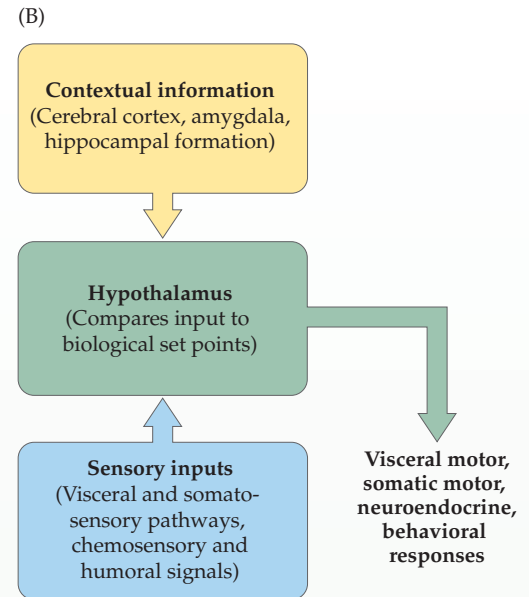 (B)
Contextual information
(Cerebral cortex, amygdala,
hippocampal formation)
Hypothalamus
(Compares input to
biological set points)
Sensory inputs
(Visceral and somato-
sensory pathways,
chemosensory and
humoral signals)
Visceral motor,
somatic motor,
neuroendocrine,
behavioral
responses